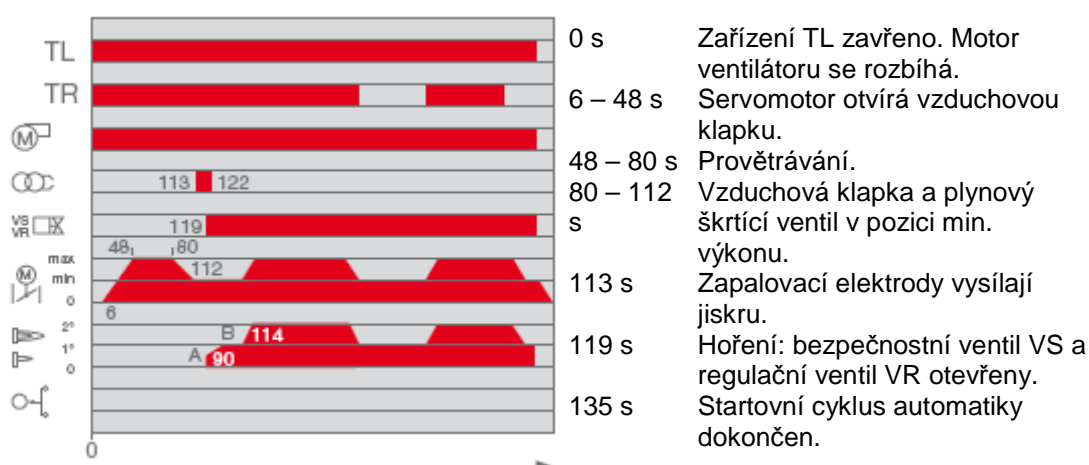 TL
TR
M
113 122
VS
VR
119
48 80
max
M min
112
0
6
2°
B 114
1°
A 90
0
0
0 s Zařízení TL zavřeno. Motor
ventilátoru se rozbíhá.
6 – 48 s Servomotor otvírá vzduchovou
klapku.
48 – 80 s Provětrávání.
80 – 112 Vzduchová klapka a plynový
s škrtící ventil v pozici min.
výkonu.
113 s Zapalovací elektrody vysílají
jiskru.
119 s Hoření: bezpečnostní ventil VS a
regulační ventil VR otevřeny.
135 s Startovní cyklus automatiky
dokončen.